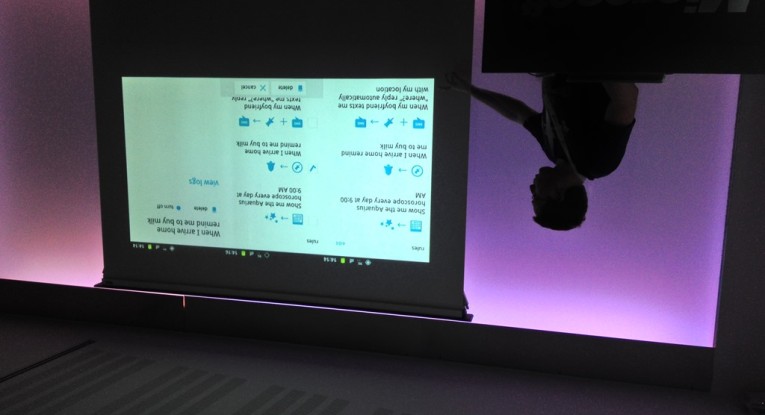 rules
add
Show me the Aquarius
horoscope every day at 9:00
AM
When I arrive home remind
me to buy milk
When my boyfriend texts me
"where?" reply automatically
with my location
rules
Show me the Aquarius
horoscope every day at
9:00 AM
When I arrive home
remind me to buy milk
When my boyfriend
texts me "where?" reply
delete
cancel
When I arrive home
remind me to buy milk
delete
turn off
view logs